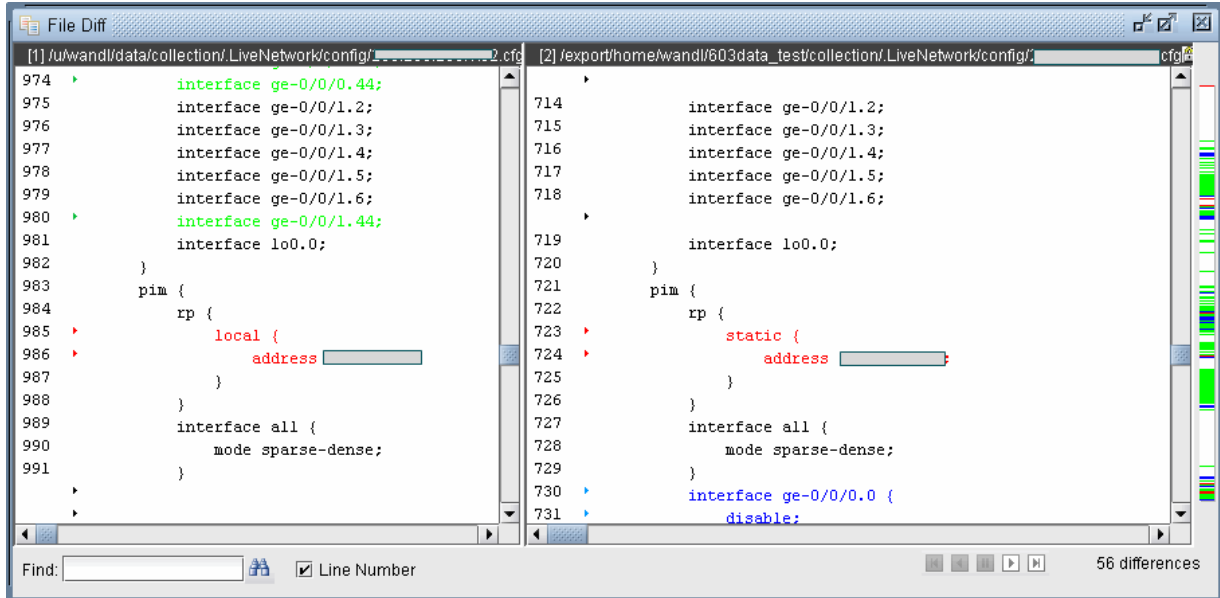 File Diff
[1] /u/wandl/data/collection/.LiveNetwork/config/ .cfg
[2] /export/home/wandl/603data_test/collection/.LiveNetwork/config/ cfg
974 interface ge-0/0/0.44;
975 interface ge-0/0/1.2;
976 interface ge-0/0/1.3;
977 interface ge-0/0/1.4;
978 interface ge-0/0/1.5;
979 interface ge-0/0/1.6;
980 interface ge-0/0/1.44;
981 interface lo0.0;
982 }
983 pim {
984 rp {
985 local {
986 address
987 }
988 }
989 interface all {
990 mode sparse-dense;
991 }
714 interface ge-0/0/1.2;
715 interface ge-0/0/1.3;
716 interface ge-0/0/1.4;
717 interface ge-0/0/1.5;
718 interface ge-0/0/1.6;
719 interface lo0.0;
720 }
721 pim {
722 rp {
723 static {
724 address ;
725 }
726 }
727 interface all {
728 mode sparse-dense;
729 }
730 interface ge-0/0/0.0 {
731 disable;
Find:
Line Number
56 differences